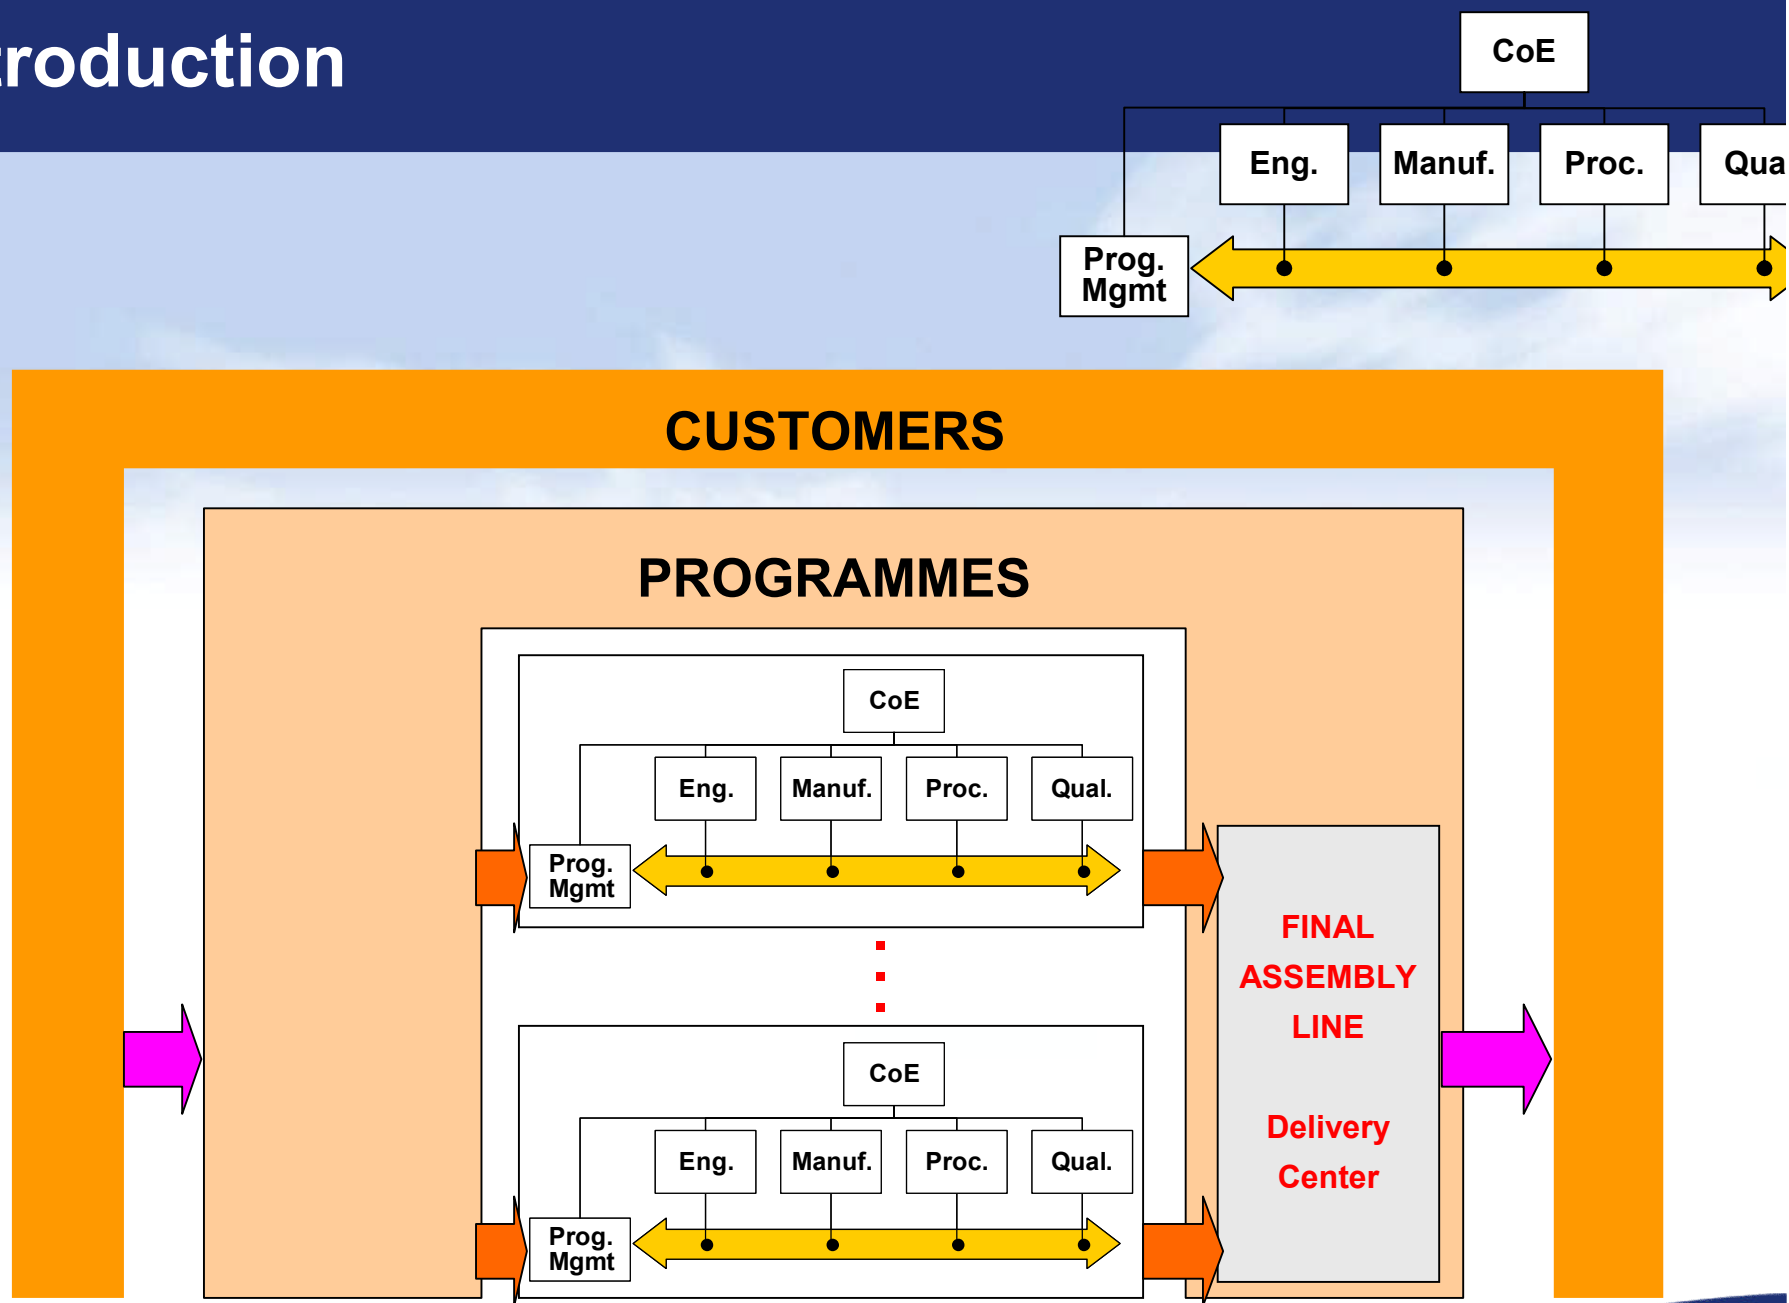 troduction
CoE
Eng. Manuf. Proc. Qua
Prog.
Mgmt
CUSTOMERS
PROGRAMMES
CoE
Eng. Manuf. Proc. Qual.
Prog.
Mgmt
CoE
Eng. Manuf. Proc. Qual.
Prog.
Mgmt
FINAL
ASSEMBLY
LINE
Delivery
Center